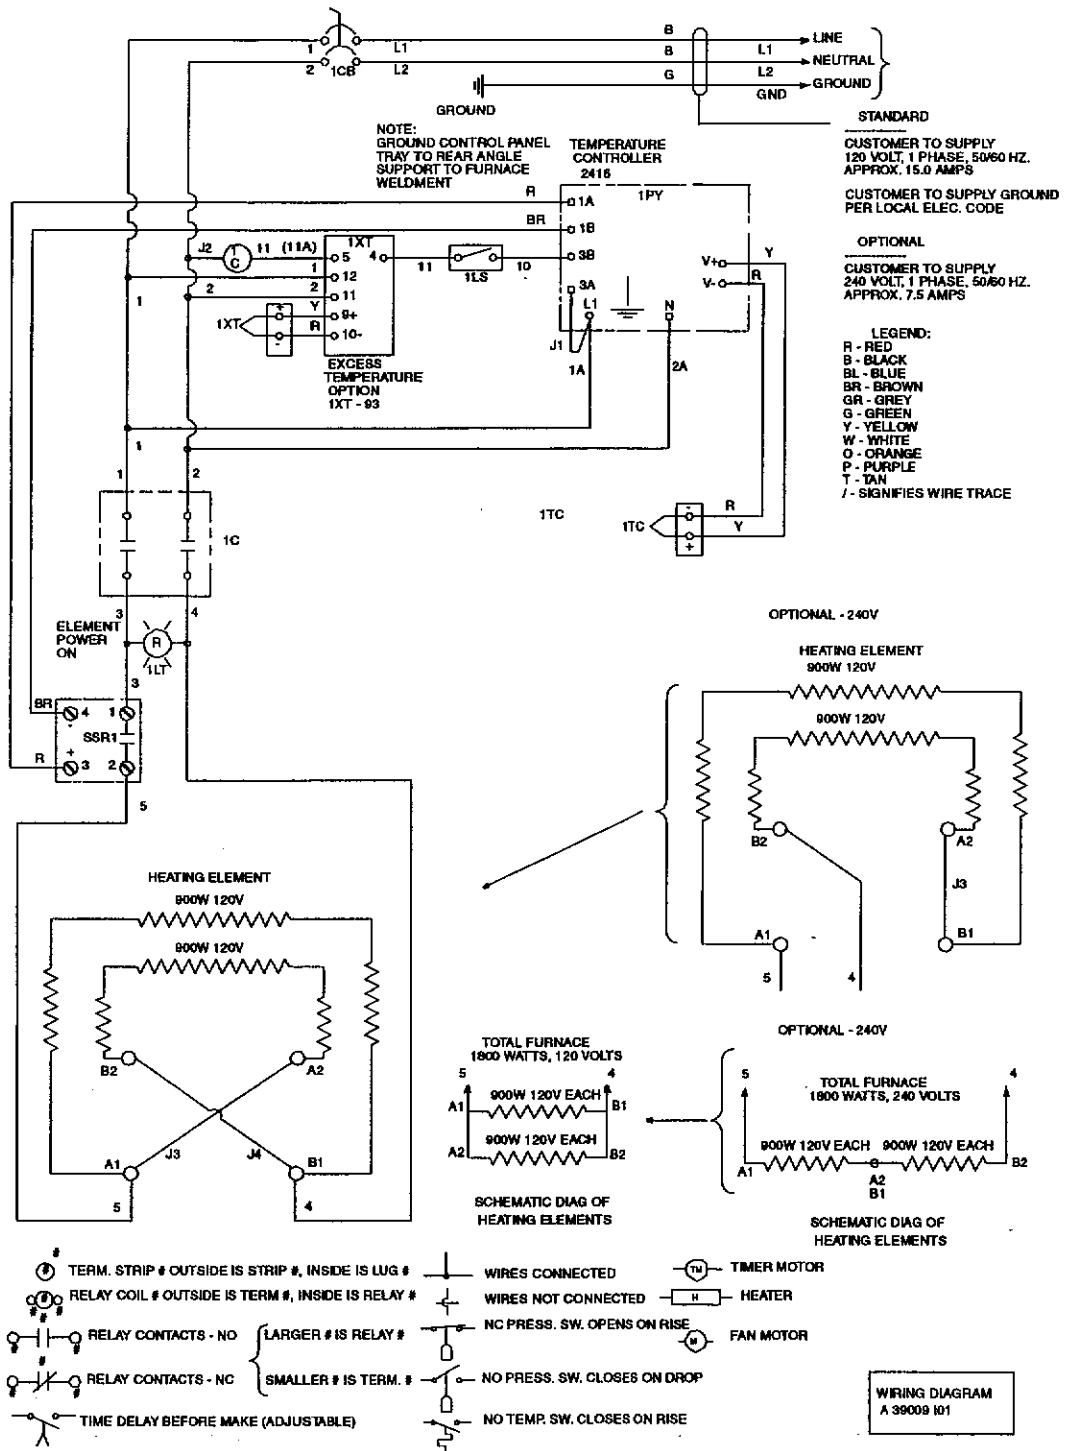 B
LINE
1
L1
B
L1
NEUTRAL
2
1CB
L2
G
L2
GROUND
GND
GROUND
STANDARD
NOTE:
GROUND CONTROL PANEL
TRAY TO REAR ANGLE
SUPPORT TO FURNACE
WELDMENT
TEMPERATURE
CONTROLLER
2416
CUSTOMER TO SUPPLY
120 VOLT, 1 PHASE, 50/60 HZ.
APPROX. 15.0 AMPS
CUSTOMER TO SUPPLY GROUND
PER LOCAL ELEC. CODE
OPTIONAL
CUSTOMER TO SUPPLY
240 VOLT, 1 PHASE, 50/60 HZ.
APPROX. 7.5 AMPS
R
1A
1PY
BR
1B
J2
T
C
11
(11A)
1XT
5
4
11
1LS
10
3B
V+
Y
1
12
V-
R
1
2
2
11
3A
L1
N
1XT
+
-
Y
9+
R
10-
J1
1A
2A
EXCESS
TEMPERATURE
OPTION
1XT - 93
LEGEND:
R - RED
B - BLACK
BL - BLUE
BR - BROWN
GR - GREY
G - GREEN
Y - YELLOW
W - WHITE
O - ORANGE
P - PURPLE
T - TAN
/ - SIGNIFIES WIRE TRACE
1
1
2
1C
1TC
1TC
-
+
R
Y
3
4
ELEMENT
POWER
ON
R
1LT
3
BR
4
1
-
SSR1
+
R
3
2
5
OPTIONAL - 240V
HEATING ELEMENT
900W 120V
900W 120V
B2
A2
J3
A1
B1
5
4
HEATING ELEMENT
900W 120V
900W 120V
B2
A2
A1
J3
J4
B1
5
4
TOTAL FURNACE
1800 WATTS, 120 VOLTS
5
4
A1
900W 120V EACH
B1
A2
900W 120V EACH
B2
SCHEMATIC DIAG OF
HEATING ELEMENTS
OPTIONAL - 240V
5
4
TOTAL FURNACE
1800 WATTS, 240 VOLTS
900W 120V EACH
900W 120V EACH
A1
A2
B1
B2
SCHEMATIC DIAG OF
HEATING ELEMENTS
#
#
TERM. STRIP # OUTSIDE IS STRIP #, INSIDE IS LUG #
WIRES CONNECTED
TM
TIMER MOTOR
#
# # #
RELAY COIL # OUTSIDE IS TERM #, INSIDE IS RELAY #
WIRES NOT CONNECTED
H
HEATER
#
# #
RELAY CONTACTS - NO
LARGER # IS RELAY #
NC PRESS. SW. OPENS ON RISE
M
FAN MOTOR
#
# #
RELAY CONTACTS - NC
SMALLER # IS TERM. #
NO PRESS. SW. CLOSES ON DROP
TIME DELAY BEFORE MAKE (ADJUSTABLE)
NO TEMP. SW. CLOSES ON RISE
WIRING DIAGRAM
A 39009 I01